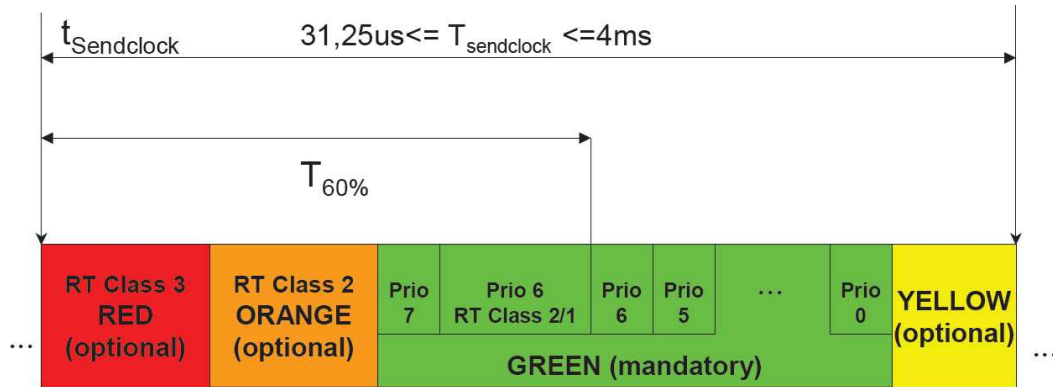 tSendclock 31,25us<= Tsendclock <=4ms
T60%
RT Class 3
RED
(optional)
RT Class 2
ORANGE
(optional)
Prio
7
Prio 6
RT Class 2/1
Prio
6
Prio
5
...
Prio
0
GREEN (mandatory)
YELLOW
(optional)
...
...